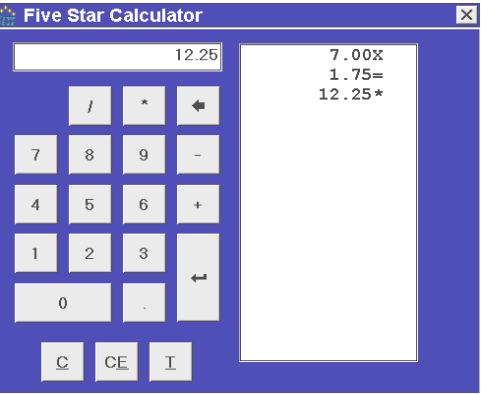 Five Star Calculator
12.25
7.00X
1.75=
12.25*
/ *
7 8 9 -
4 5 6 +
1 2 3
0 .
C CE T